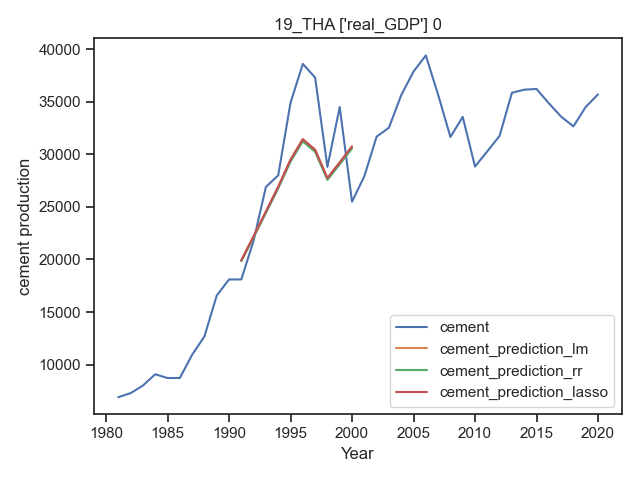 19_THA ['real_GDP'] 0
40000
35000
30000
25000
20000
15000
10000
cement production
cement
cement_prediction_lm
cement_prediction_rr
cement_prediction_lasso
1980 1985 1990 1995 2000 2005 2010 2015 2020
Year